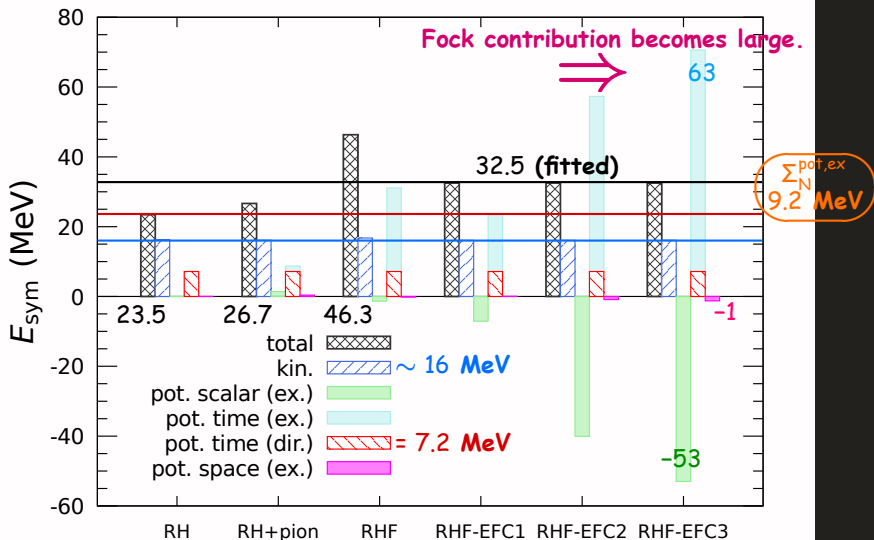 Fock contribution becomes large.
80
60
40
20
0
-20
-40
-60
E_sym (MeV)
63
32.5 (fitted)
Σ_N^pot,ex
9.2 MeV
23.5
26.7
46.3
−1
total
kin.
∼ 16 MeV
pot. scalar (ex.)
pot. time (ex.)
pot. time (dir.)
= 7.2 MeV
pot. space (ex.)
−53
RH
RH+pion
RHF
RHF-EFC1
RHF-EFC2
RHF-EFC3